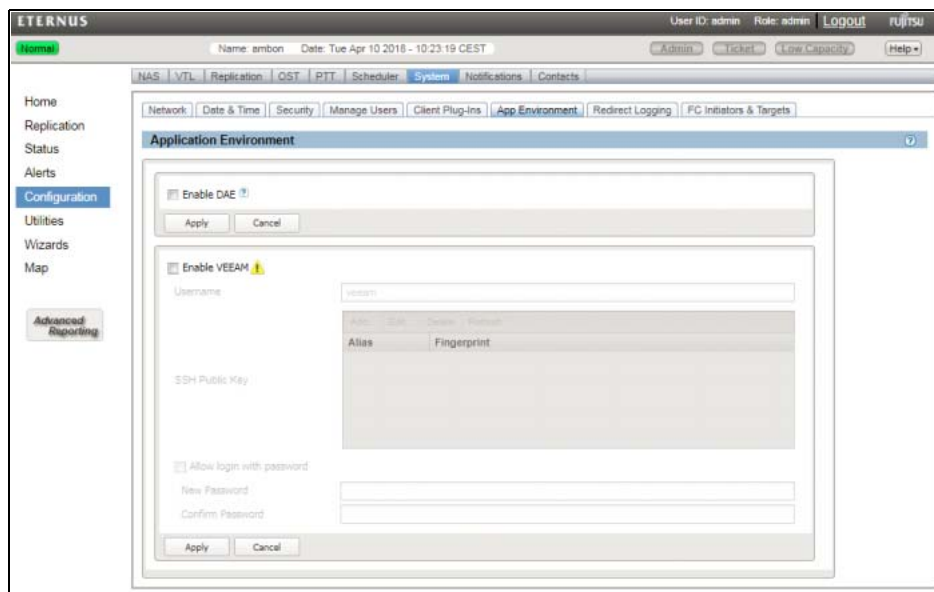 ETERNUS
User ID: admin Role: admin Logout FUJITSU
Normal
Name: ambon Date: Tue Apr 10 2018 - 10:23:19 CEST
Admin Ticket Low Capacity Help
NAS | VTL | Replication | OST | PTT | Scheduler | System | Notifications | Contacts
Home
Replication
Status
Alerts
Configuration
Utilities
Wizards
Map
Advanced
Reporting
Network Date & Time Security Manage Users Client Plug-Ins App Environment Redirect Logging FC Initiators & Targets
Application Environment ?
Enable DAE ?
Apply Cancel
Enable VEEAM !
Username veeam
Add Edit Delete Refresh
Alias Fingerprint
SSH Public Key
Allow login with password
New Password
Confirm Password
Apply Cancel